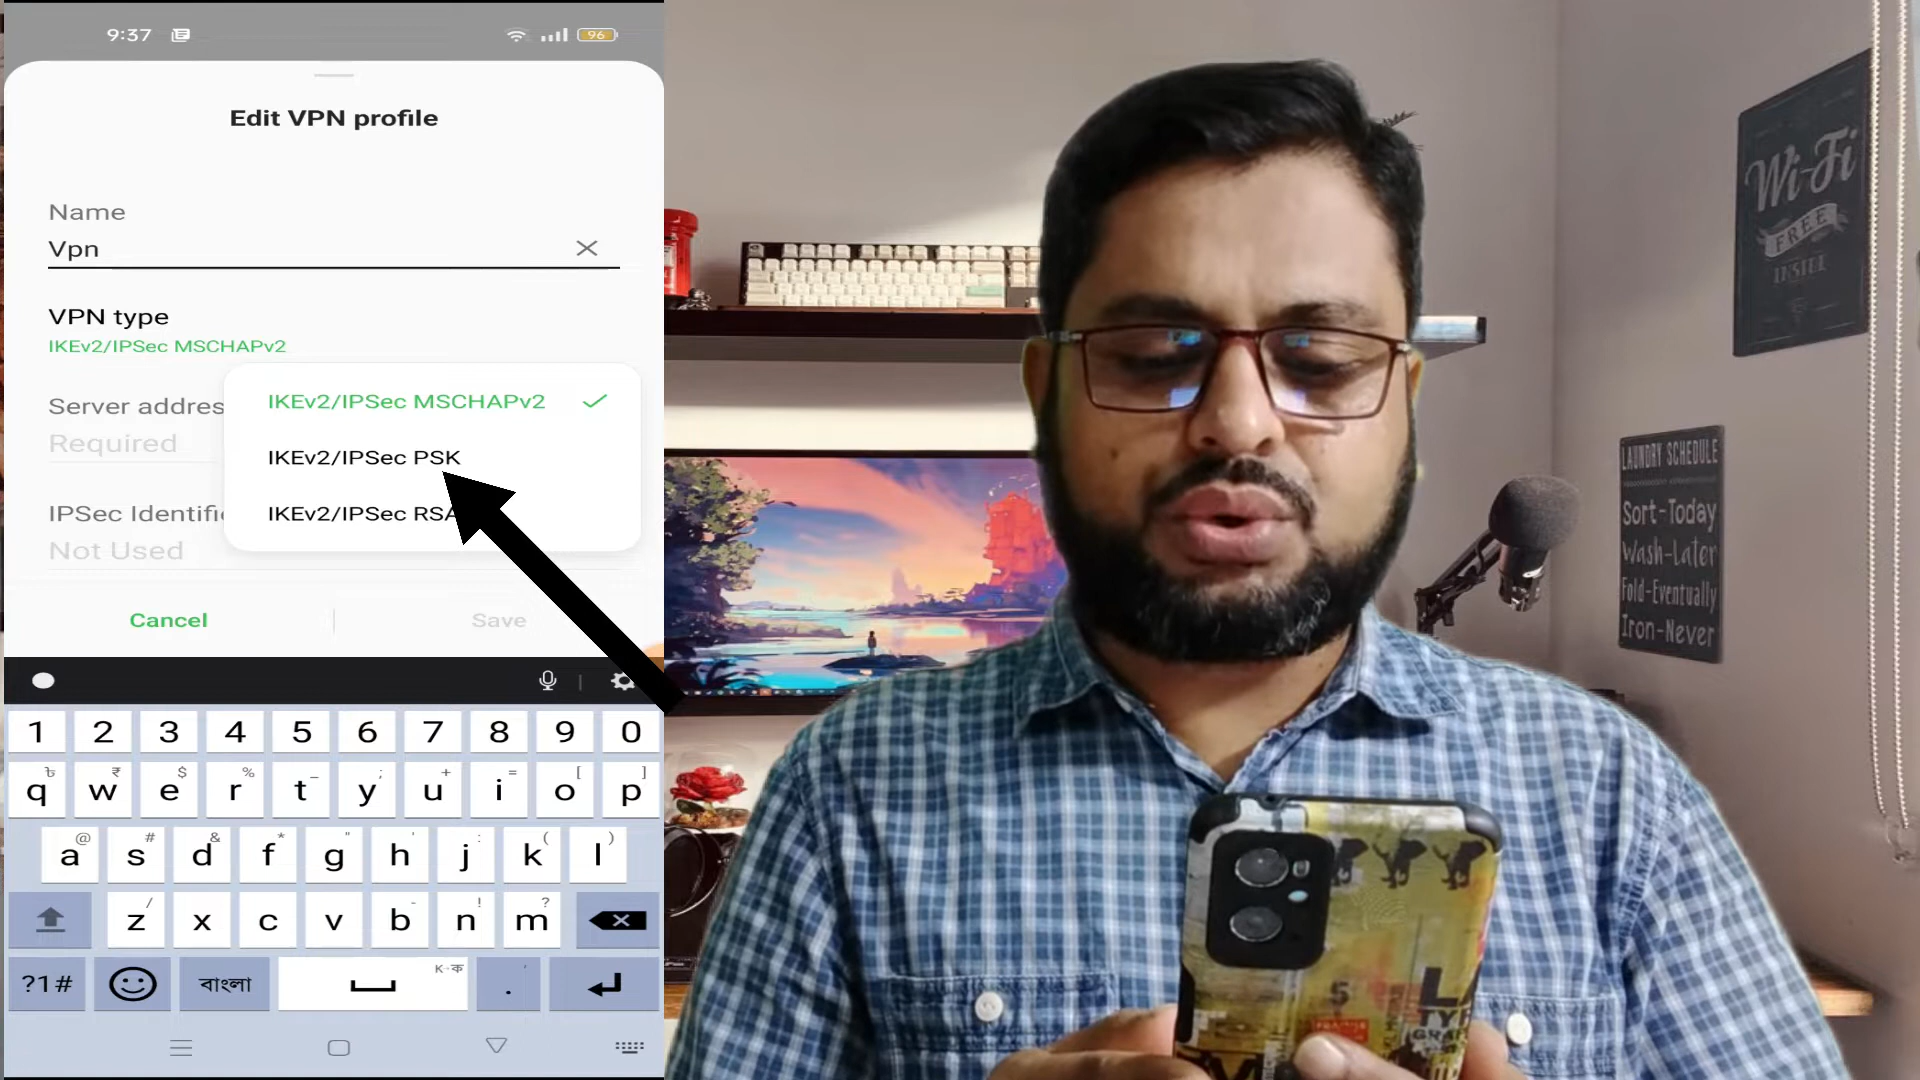 9:37
96
Edit VPN profile
Name
Vpn
VPN type
IKEv2/IPSec MSCHAPv2
IKEv2/IPSec MSCHAPv2
Server addres
IKEv2/IPSec PSK
Required
IKEv2/IPSec RSA
IPSec Identifi
Not Used
Cancel
Save
1 2 3 4 5 6 7 8 9 0
৳ ₹ $ % _ ; + = [ ]
q w e r t y u i o p
@ # & * " ' : ( )
a s d f g h j k l
/ - ! ?
z x c v b n m
K-ক
?1# বাংলা . ,
Wi-Fi
FREE
INSIDE
LAUNDRY SCHEDULE
Sort-Today
Wash-Later
Fold-Eventually
Iron-Never
5